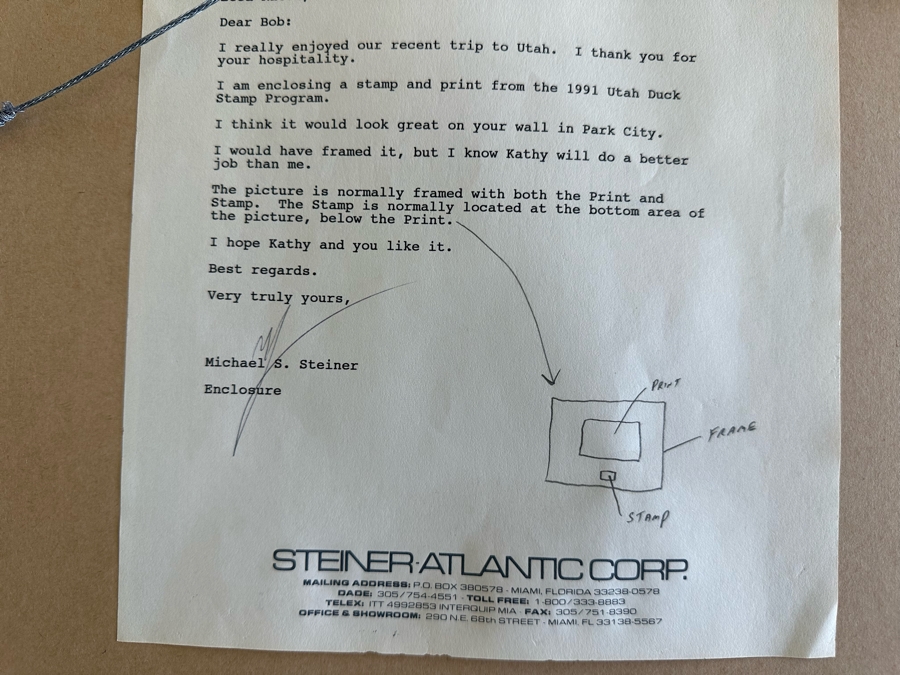 Dear Bob:
I really enjoyed our recent trip to Utah.  I thank you for
your hospitality.
I am enclosing a stamp and print from the 1991 Utah Duck
Stamp Program.
I think it would look great on your wall in Park City.
I would have framed it, but I know Kathy will do a better
job than me.
The picture is normally framed with both the Print and
Stamp.  The Stamp is normally located at the bottom area of
the picture, below the Print.
I hope Kathy and you like it.
Best regards.
Very truly yours,
Michael S. Steiner
Enclosure
PRINT
FRAME
STAMP
STEINER-ATLANTIC CORP.
MAILING ADDRESS: P.O. BOX 380578 - MIAMI, FLORIDA 33238-0578
DADE: 305/754-4551 - TOLL FREE: 1-800/333-8883
TELEX: ITT 4992853 INTERQUIP MIA - FAX: 305/751-8390
OFFICE & SHOWROOM: 290 N.E. 68th STREET - MIAMI, FL 33138-5567